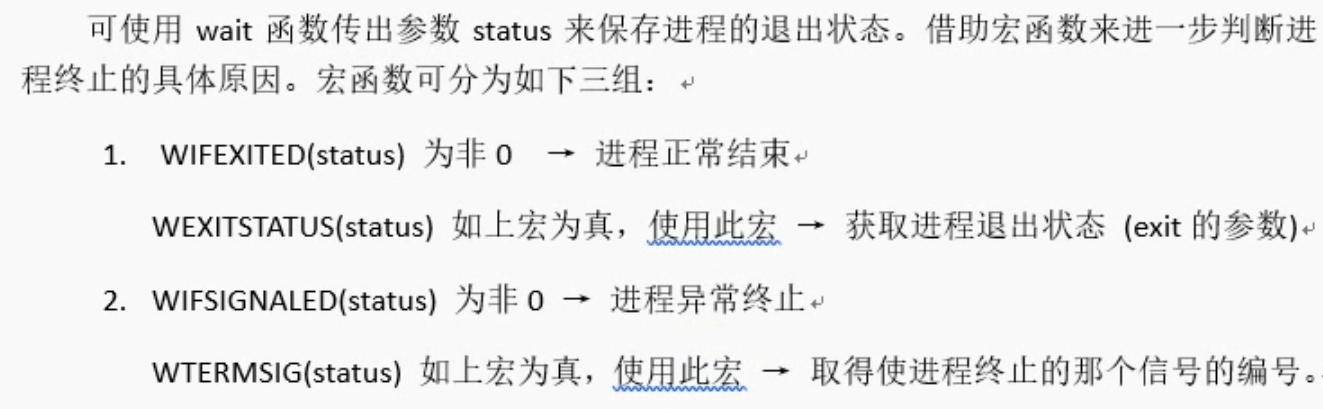 可使用 wait 函数传出参数 status 来保存进程的退出状态。借助宏函数来进一步判断进
程终止的具体原因。宏函数可分为如下三组：
1. WIFEXITED(status) 为非 0 → 进程正常结束
WEXITSTATUS(status) 如上宏为真，使用此宏 → 获取进程退出状态 (exit 的参数)
2. WIFSIGNALED(status) 为非 0 → 进程异常终止
WTERMSIG(status) 如上宏为真，使用此宏 → 取得使进程终止的那个信号的编号。